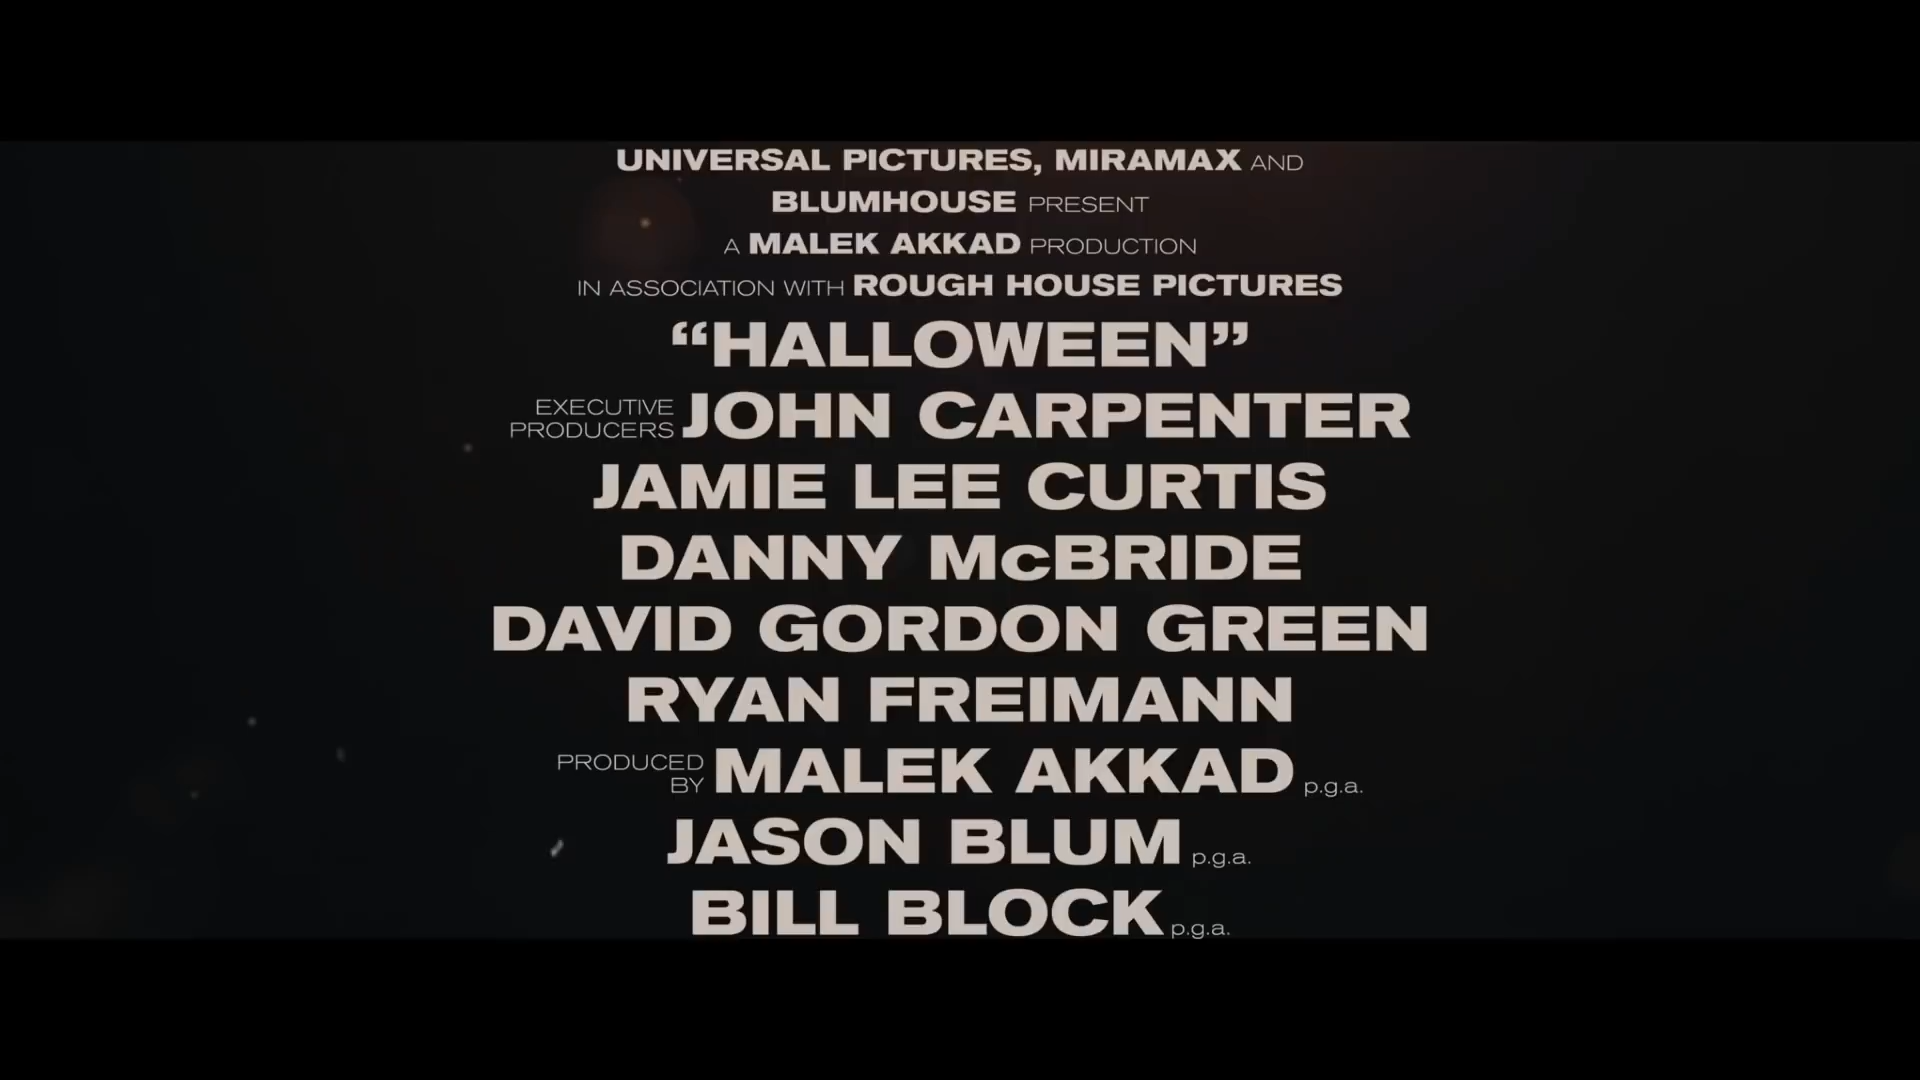 UNIVERSAL PICTURES, MIRAMAX AND
BLUMHOUSE PRESENT
A MALEK AKKAD PRODUCTION
IN ASSOCIATION WITH ROUGH HOUSE PICTURES
“HALLOWEEN”
EXECUTIVE PRODUCERS JOHN CARPENTER
JAMIE LEE CURTIS
DANNY McBRIDE
DAVID GORDON GREEN
RYAN FREIMANN
PRODUCED BY MALEK AKKAD p.g.a.
JASON BLUM p.g.a.
BILL BLOCK p.g.a.